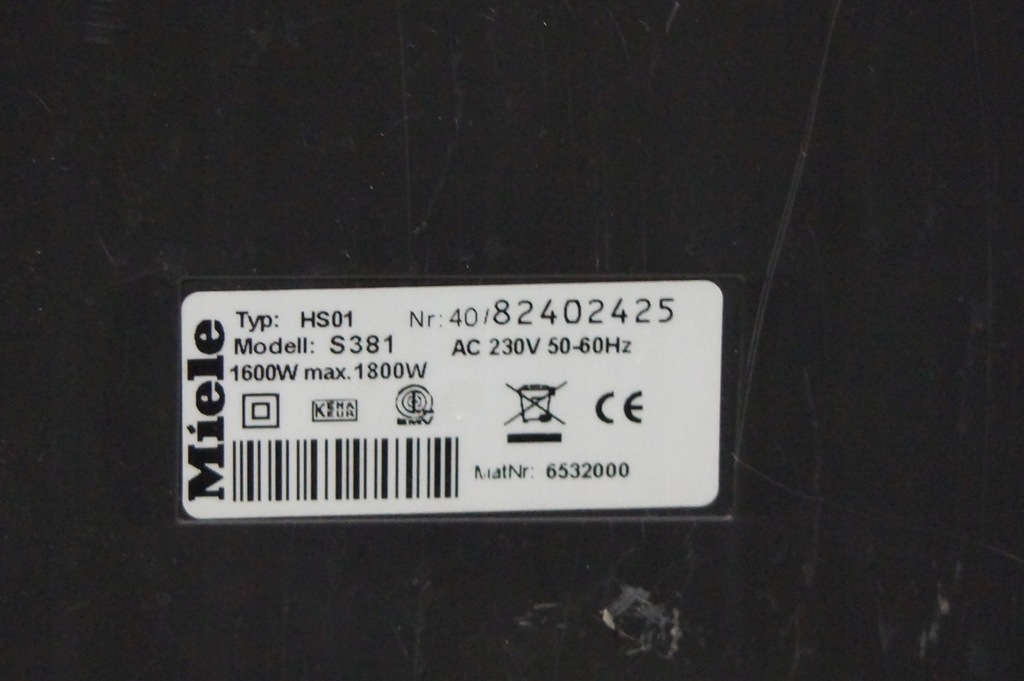 Miele
Typ: HS01 Nr: 40/82402425
Modell: S381 AC 230V 50-60Hz
1600W max. 1800W
KEMA
KEUR
EMV
CE
MatNr: 6532000